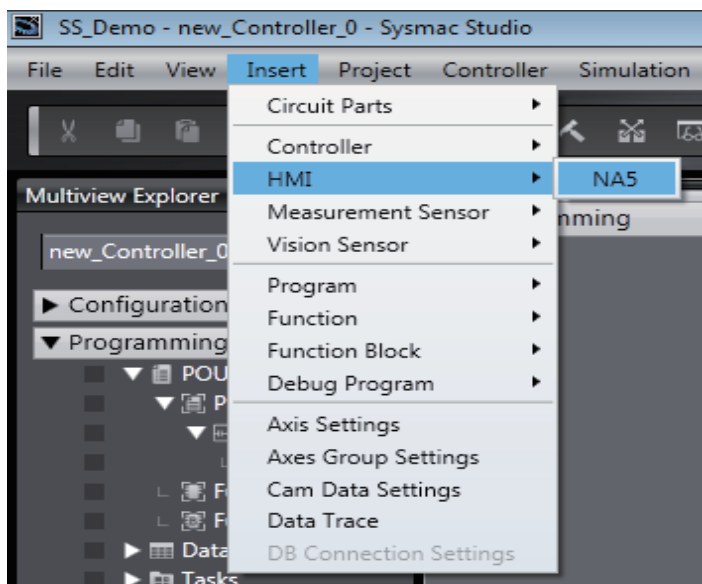 SS_Demo - new_Controller_0 - Sysmac Studio
File Edit View Insert Project Controller Simulation
Circuit Parts
Controller
HMI
NA5
Measurement Sensor
Vision Sensor
Program
Function
Function Block
Debug Program
Axis Settings
Axes Group Settings
Cam Data Settings
Data Trace
DB Connection Settings
Multiview Explorer
new_Controller_0
Configuration
Programming
POU
P
Data
Tasks